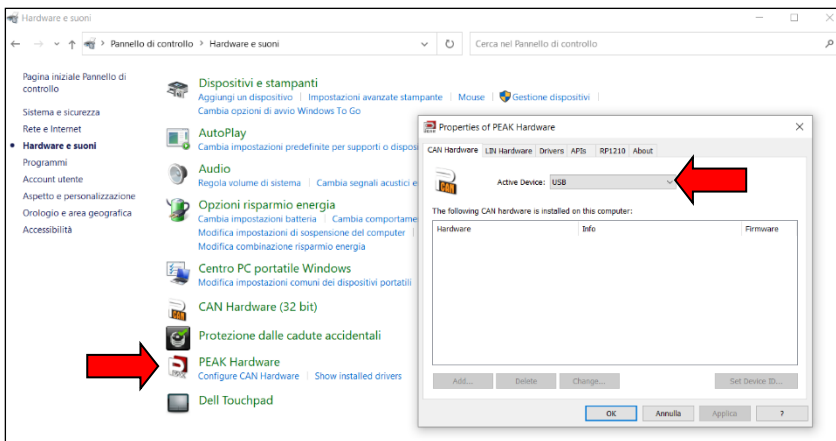 Hardware e suoni
Pannello di controllo > Hardware e suoni
Cerca nel Pannello di controllo
Pagina iniziale Pannello di
controllo
Sistema e sicurezza
Rete e Internet
Hardware e suoni
Programmi
Account utente
Aspetto e personalizzazione
Orologio e area geografica
Accessibilità
Dispositivi e stampanti
Aggiungi un dispositivo | Impostazioni avanzate stampante | Mouse | Gestione dispositivi
Cambia opzioni di avvio Windows To Go
AutoPlay
Cambia impostazioni predefinite per supporti o dispos
Audio
Regola volume di sistema | Cambia segnali acustici e
Opzioni risparmio energia
Cambia impostazioni batteria | Cambia comportame
Modifica impostazioni di sospensione del computer
Modifica combinazione risparmio energia
Centro PC portatile Windows
Modifica impostazioni comuni dei dispositivi portatili
CAN Hardware (32 bit)
Protezione dalle cadute accidentali
PEAK Hardware
Configure CAN Hardware | Show installed drivers
Dell Touchpad
Properties of PEAK Hardware
CAN Hardware LIN Hardware Drivers APIs RP1210 About
CAN
Active Device: USB
The following CAN hardware is installed on this computer:
Hardware Info Firmware
Add... Delete Change... Set Device ID...
OK Annulla Applica ?